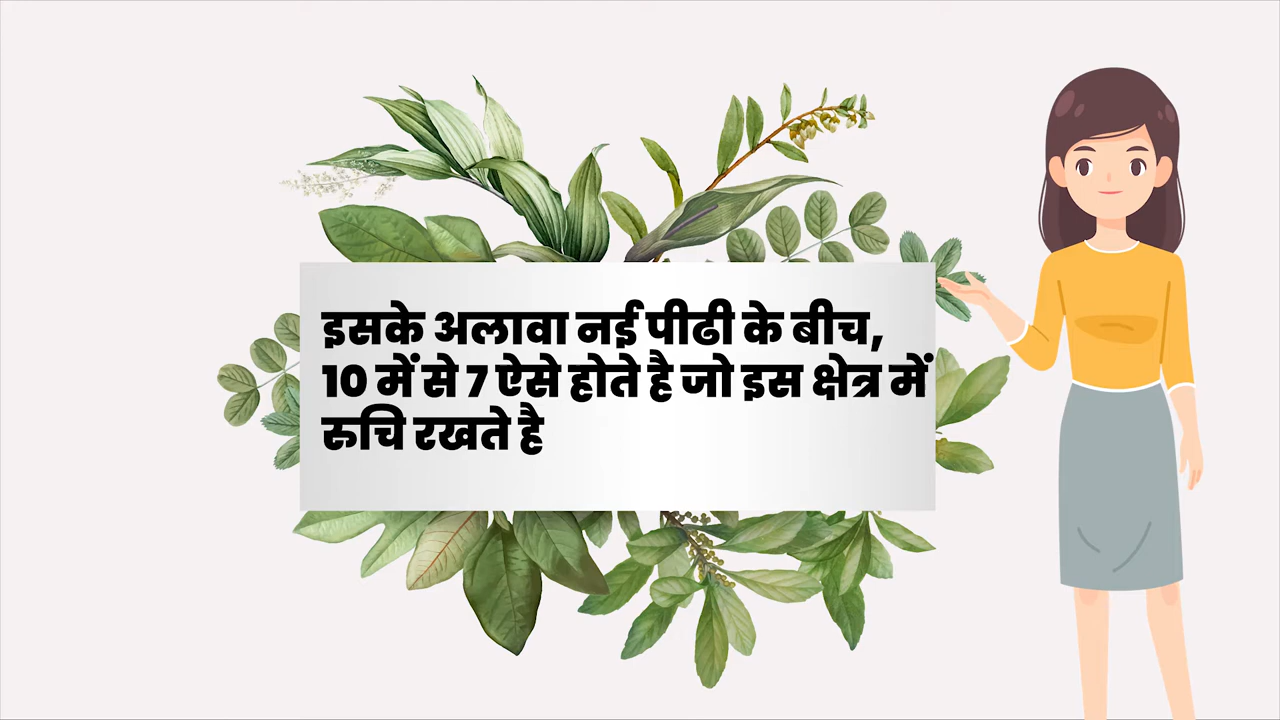 इसके अलावा नई पीढी के बीच,
10 में से 7 ऐसे होते है जो इस क्षेत्र में
रुचि रखते है